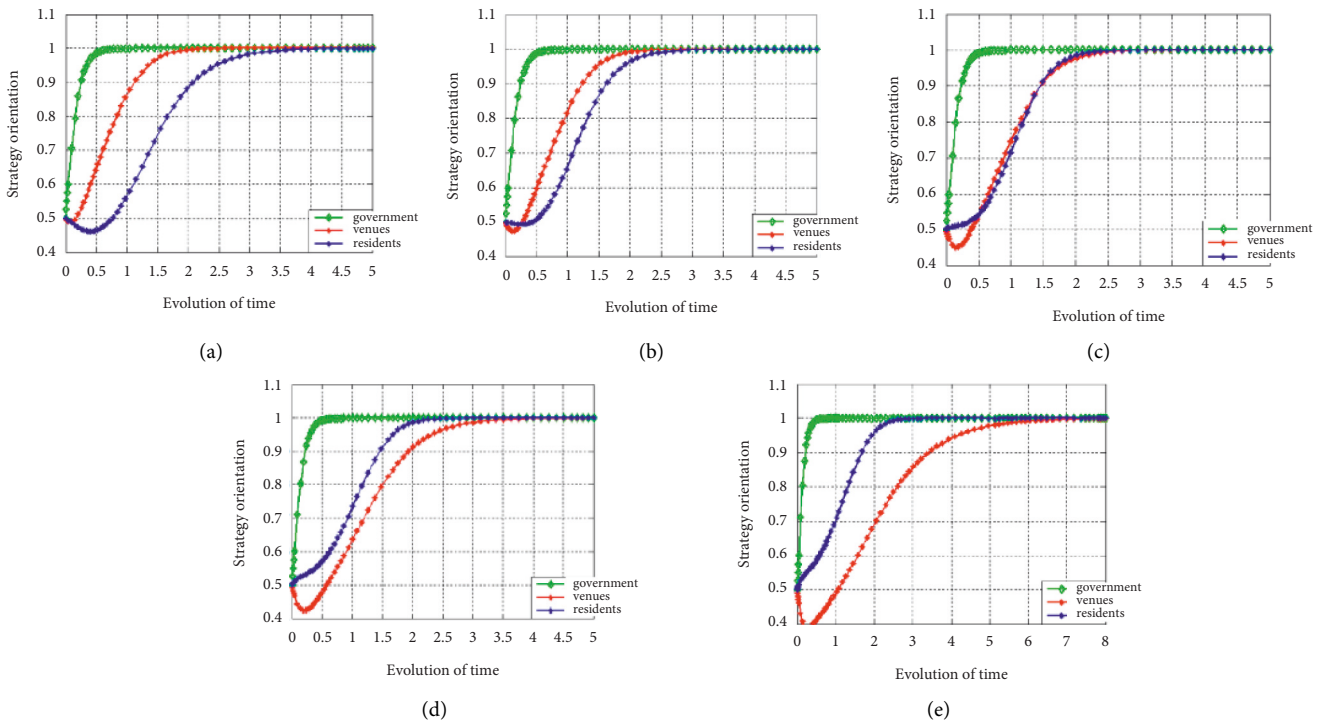 1.1
1
0.9
0.8
0.7
0.6
0.5
0.4
Strategy orientation
0 0.5 1 1.5 2 2.5 3 3.5 4 4.5 5
Evolution of time
government
venues
residents
(a)
1.1
1
0.9
0.8
0.7
0.6
0.5
0.4
Strategy orientation
0 0.5 1 1.5 2 2.5 3 3.5 4 4.5 5
Evolution of time
government
venues
residents
(b)
1.1
1
0.9
0.8
0.7
0.6
0.5
0.4
Strategy orientation
0 0.5 1 1.5 2 2.5 3 3.5 4 4.5 5
Evolution of time
government
venues
residents
(c)
1.1
1
0.9
0.8
0.7
0.6
0.5
0.4
Strategy orientation
0 0.5 1 1.5 2 2.5 3 3.5 4 4.5 5
Evolution of time
government
venues
residents
(d)
1.1
1
0.9
0.8
0.7
0.6
0.5
0.4
Strategy orientation
0 1 2 3 4 5 6 7 8
Evolution of time
government
venues
residents
(e)